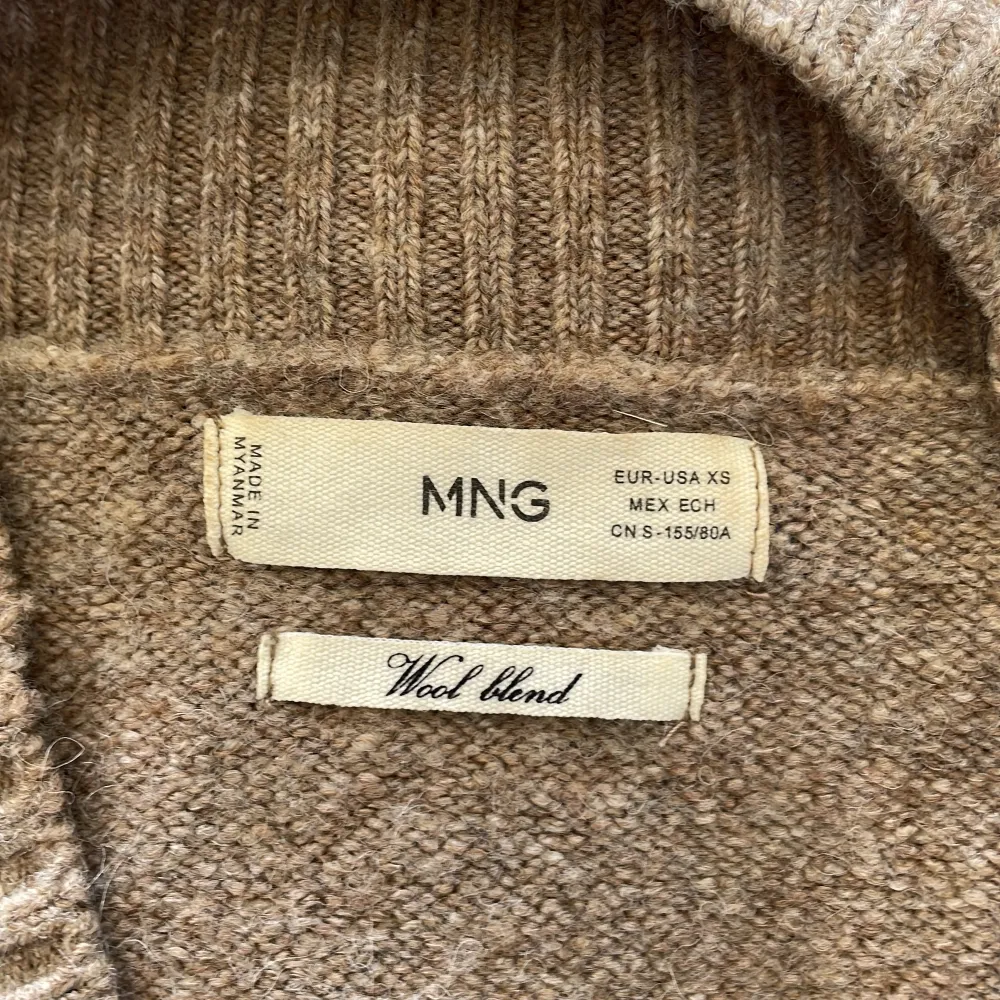 MADE IN
MYANMAR
MNG
EUR-USA XS
MEX ECH
CN S-155/80A
Wool blend